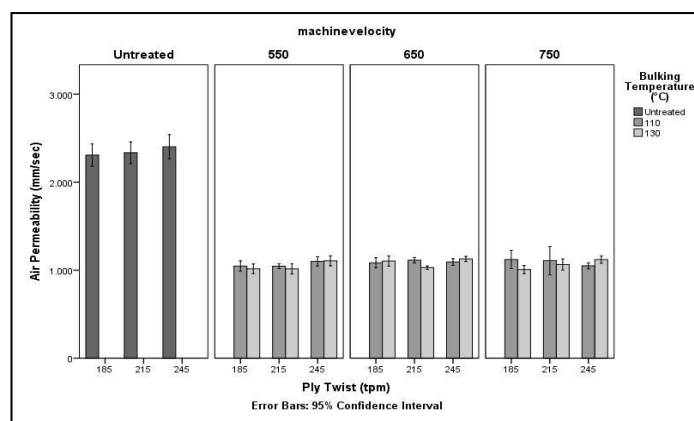 machinevelocity
Untreated 550 650 750
Bulking
Temperature
(°C)
Untreated
110
130
Air Permeability (mm/sec)
3.000
2.000
1.000
0
185 215 245 185 215 245 185 215 245 185 215 245
Ply Twist (tpm)
Error Bars: 95% Confidence Interval